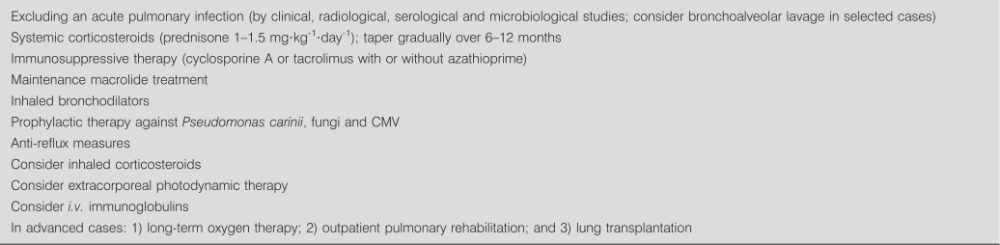 Excluding an acute pulmonary infection (by clinical, radiological, serological and microbiological studies; consider bronchoalveolar lavage in selected cases)
Systemic corticosteroids (prednisone 1–1.5 mg·kg⁻¹·day⁻¹); taper gradually over 6–12 months
Immunosuppressive therapy (cyclosporine A or tacrolimus with or without azathioprime)
Maintenance macrolide treatment
Inhaled bronchodilators
Prophylactic therapy against Pseudomonas carinii, fungi and CMV
Anti-reflux measures
Consider inhaled corticosteroids
Consider extracorporeal photodynamic therapy
Consider i.v. immunoglobulins
In advanced cases: 1) long-term oxygen therapy; 2) outpatient pulmonary rehabilitation; and 3) lung transplantation